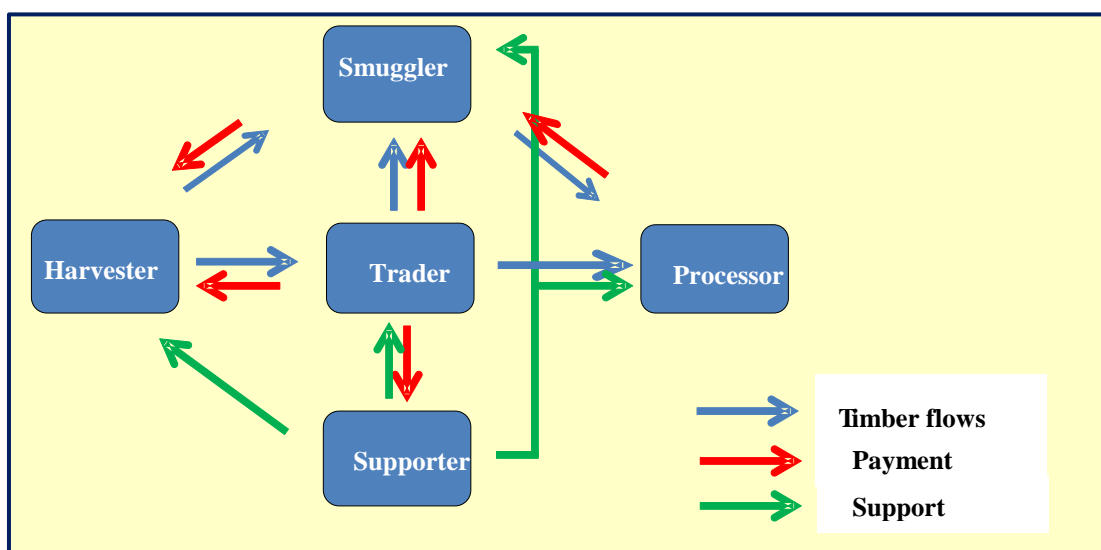 Smuggler
Harvester
Trader
Processor
Supporter
Timber flows
Payment
Support